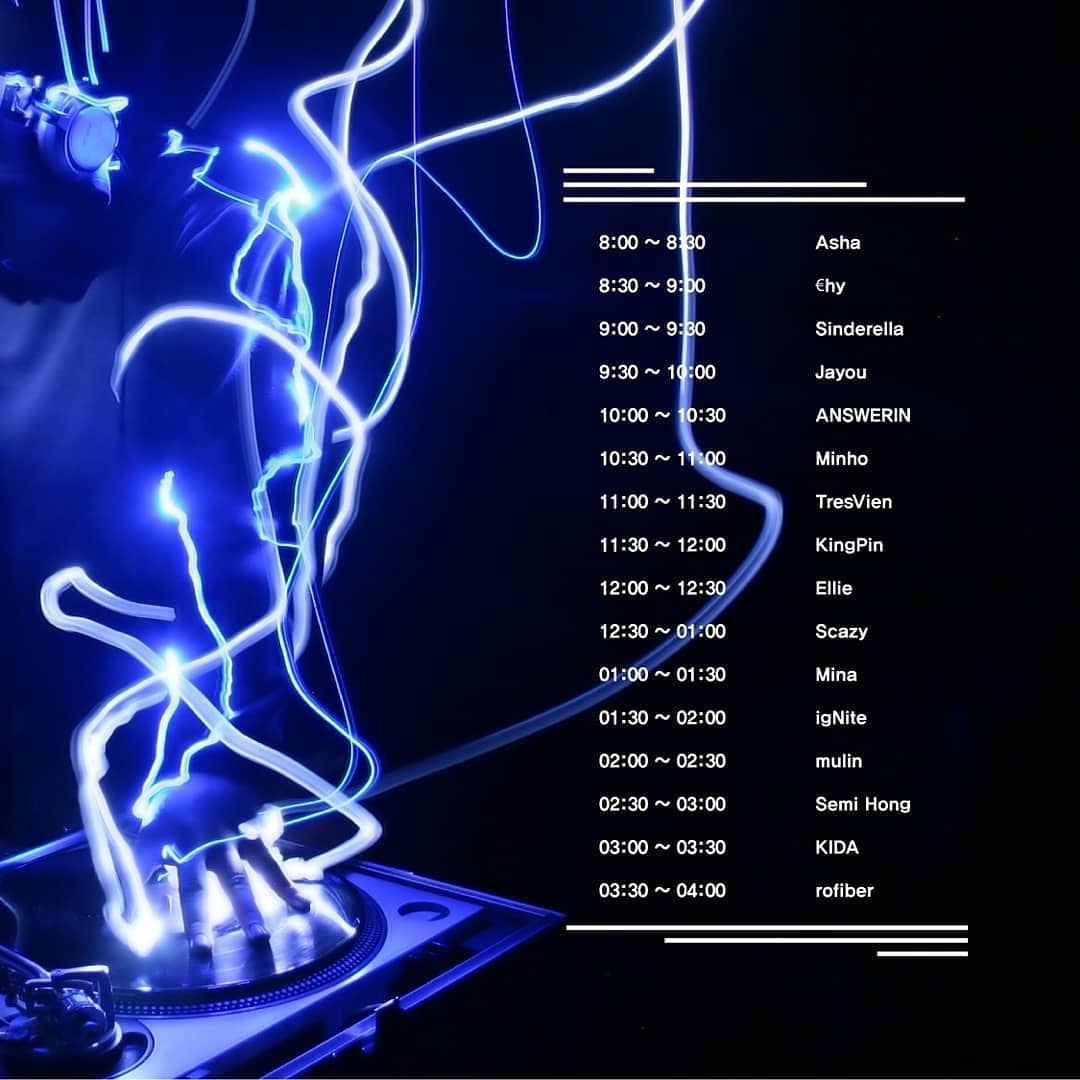 8:00 ~ 8:30 Asha
8:30 ~ 9:00 €hy
9:00 ~ 9:30 Sinderella
9:30 ~ 10:00 Jayou
10:00 ~ 10:30 ANSWERIN
10:30 ~ 11:00 Minho
11:00 ~ 11:30 TresVien
11:30 ~ 12:00 KingPin
12:00 ~ 12:30 Ellie
12:30 ~ 01:00 Scazy
01:00 ~ 01:30 Mina
01:30 ~ 02:00 igNite
02:00 ~ 02:30 mulin
02:30 ~ 03:00 Semi Hong
03:00 ~ 03:30 KIDA
03:30 ~ 04:00 rofiber